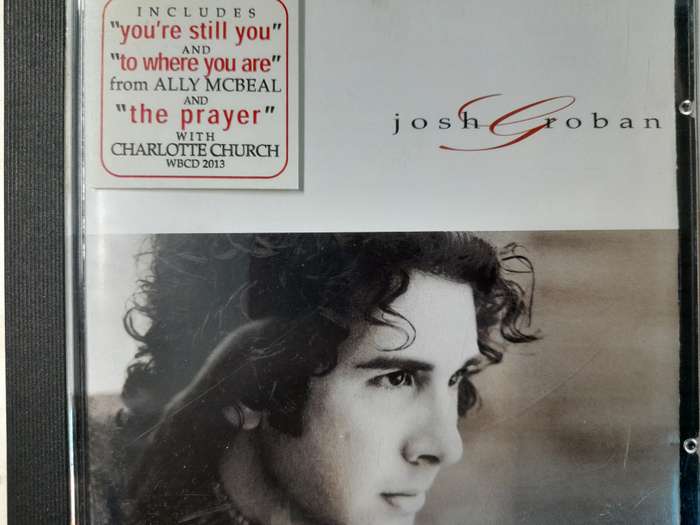 INCLUDES
"you're still you"
AND
"to where you are"
from ALLY MCBEAL
AND
"the prayer"
WITH
CHARLOTTE CHURCH
WBCD 2013
josh Groban